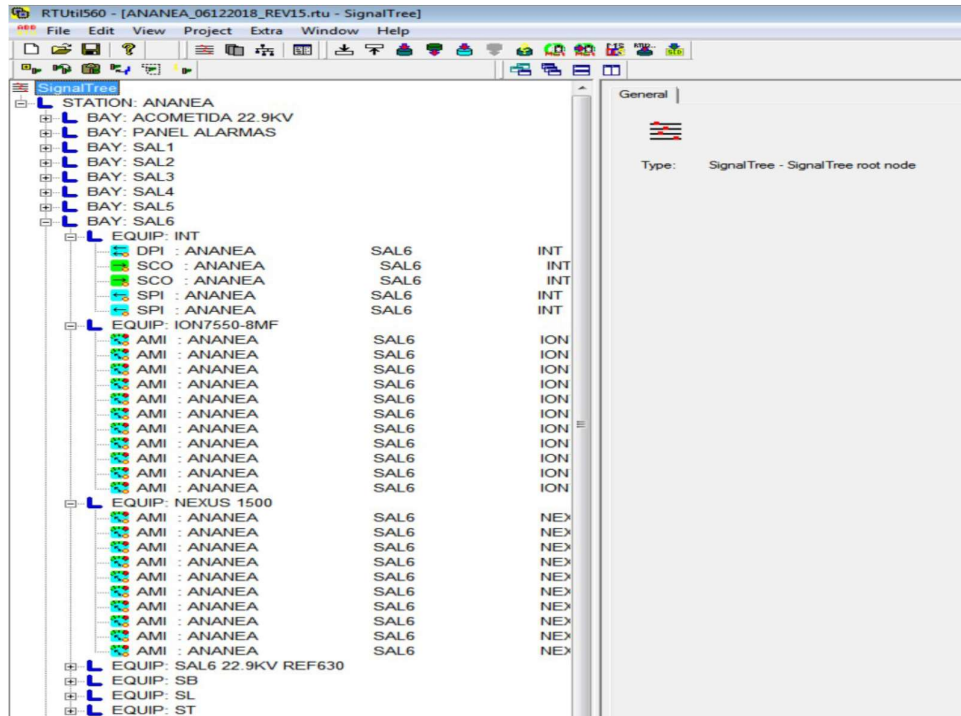 RTUtil560 - [ANANEA_06122018_REV15.rtu - SignalTree]
ABB File Edit View Project Extra Window Help
SignalTree
STATION: ANANEA
BAY: ACOMETIDA 22.9KV
BAY: PANEL ALARMAS
BAY: SAL1
BAY: SAL2
BAY: SAL3
BAY: SAL4
BAY: SAL5
BAY: SAL6
EQUIP: INT
DPI : ANANEA SAL6 INT
SCO : ANANEA SAL6 INT
SCO : ANANEA SAL6 INT
SPI : ANANEA SAL6 INT
SPI : ANANEA SAL6 INT
EQUIP: ION7550-8MF
AMI : ANANEA SAL6 ION
AMI : ANANEA SAL6 ION
AMI : ANANEA SAL6 ION
AMI : ANANEA SAL6 ION
AMI : ANANEA SAL6 ION
AMI : ANANEA SAL6 ION
AMI : ANANEA SAL6 ION
AMI : ANANEA SAL6 ION
AMI : ANANEA SAL6 ION
AMI : ANANEA SAL6 ION
AMI : ANANEA SAL6 ION
EQUIP: NEXUS 1500
AMI : ANANEA SAL6 NEX
AMI : ANANEA SAL6 NEX
AMI : ANANEA SAL6 NEX
AMI : ANANEA SAL6 NEX
AMI : ANANEA SAL6 NEX
AMI : ANANEA SAL6 NEX
AMI : ANANEA SAL6 NEX
AMI : ANANEA SAL6 NEX
AMI : ANANEA SAL6 NEX
AMI : ANANEA SAL6 NEX
EQUIP: SAL6 22.9KV REF630
EQUIP: SB
EQUIP: SL
EQUIP: ST
General
Type: SignalTree - SignalTree root node